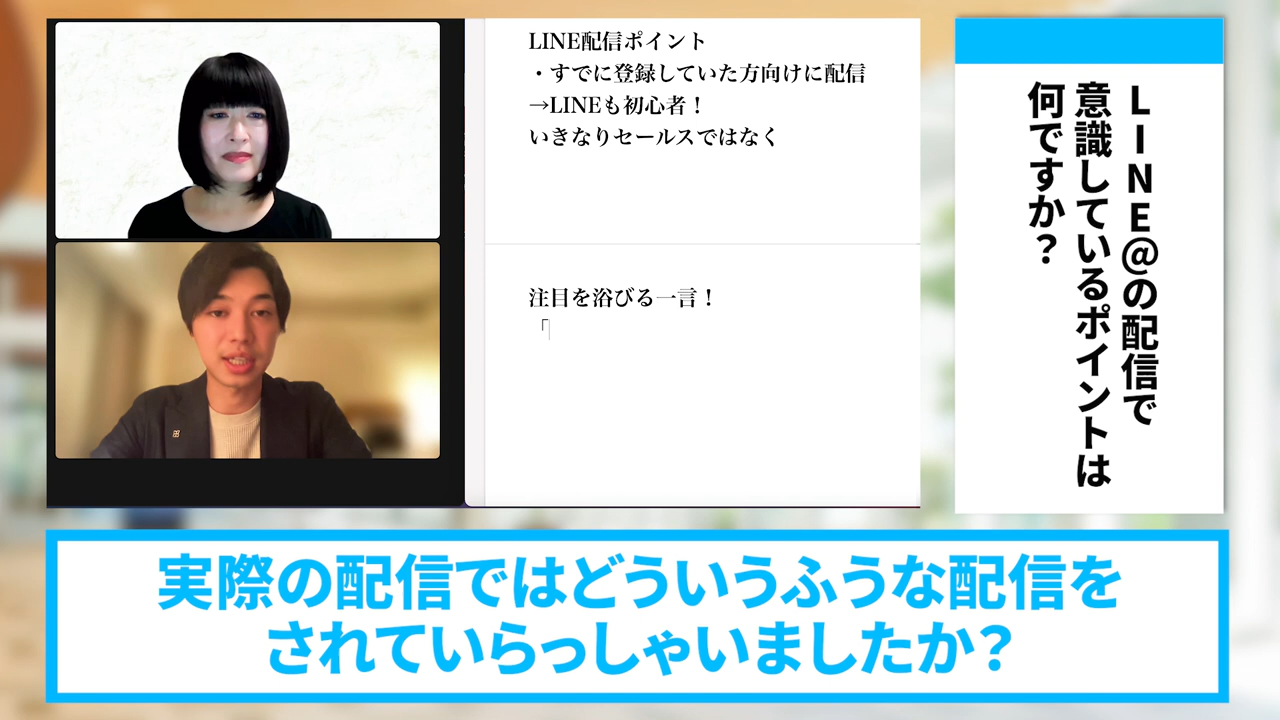 LINE配信ポイント
・すでに登録していた方向けに配信
→LINEも初心者！
いきなりセールスではなく
注目を浴びる一言！
「
LINE@の配信で
意識しているポイントは
何ですか？
実際の配信ではどういうふうな配信を
されていらっしゃいましたか？